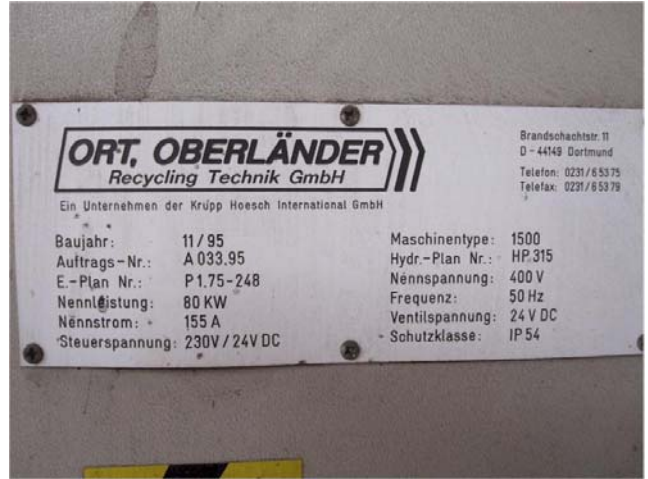 ORT, OBERLÄNDER
Recycling Technik GmbH
Ein Unternehmen der Krupp Hoesch International GmbH
Brandschachtstr. 11
D - 44149 Dortmund
Telefon: 0231/65375
Telefax: 0231/65379
Baujahr: 11/95
Auftrags-Nr.: A 033.95
E.-Plan Nr.: P1.75-248
Nennleistung: 80 KW
Nennstrom: 155 A
Steuerspannung: 230V / 24V DC
Maschinentype: 1500
Hydr.-Plan Nr.: HP 315
Nennspannung: 400 V
Frequenz: 50 Hz
Ventilspannung: 24 V DC
Schutzklasse: IP 54